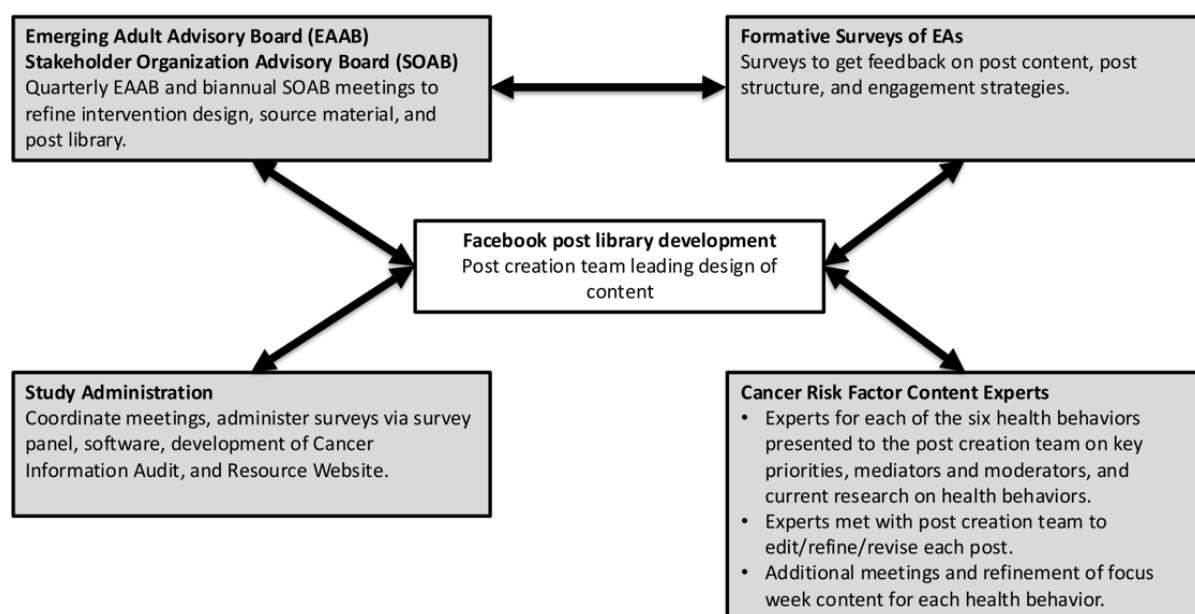 Emerging Adult Advisory Board (EAAB)
Stakeholder Organization Advisory Board (SOAB)
Quarterly EAAB and biannual SOAB meetings to
refine intervention design, source material, and
post library.
Formative Surveys of EAs
Surveys to get feedback on post content, post
structure, and engagement strategies.
Facebook post library development
Post creation team leading design of
content
Study Administration
Coordinate meetings, administer surveys via survey
panel, software, development of Cancer
Information Audit, and Resource Website.
Cancer Risk Factor Content Experts
• Experts for each of the six health behaviors
presented to the post creation team on key
priorities, mediators and moderators, and
current research on health behaviors.
• Experts met with post creation team to
edit/refine/revise each post.
• Additional meetings and refinement of focus
week content for each health behavior.